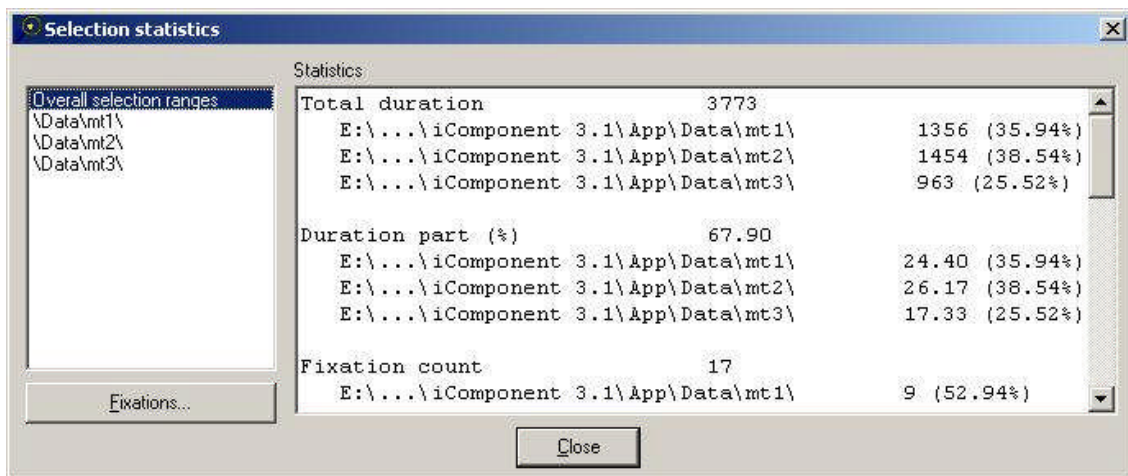 Selection statistics
Statistics
Overall selection ranges
\Data\mt1\
\Data\mt2\
\Data\mt3\
Fixations...
Total duration 3773
E:\...\iComponent 3.1\App\Data\mt1\ 1356 (35.94%)
E:\...\iComponent 3.1\App\Data\mt2\ 1454 (38.54%)
E:\...\iComponent 3.1\App\Data\mt3\ 963 (25.52%)
Duration part (%) 67.90
E:\...\iComponent 3.1\App\Data\mt1\ 24.40 (35.94%)
E:\...\iComponent 3.1\App\Data\mt2\ 26.17 (38.54%)
E:\...\iComponent 3.1\App\Data\mt3\ 17.33 (25.52%)
Fixation count 17
E:\...\iComponent 3.1\App\Data\mt1\ 9 (52.94%)
Close